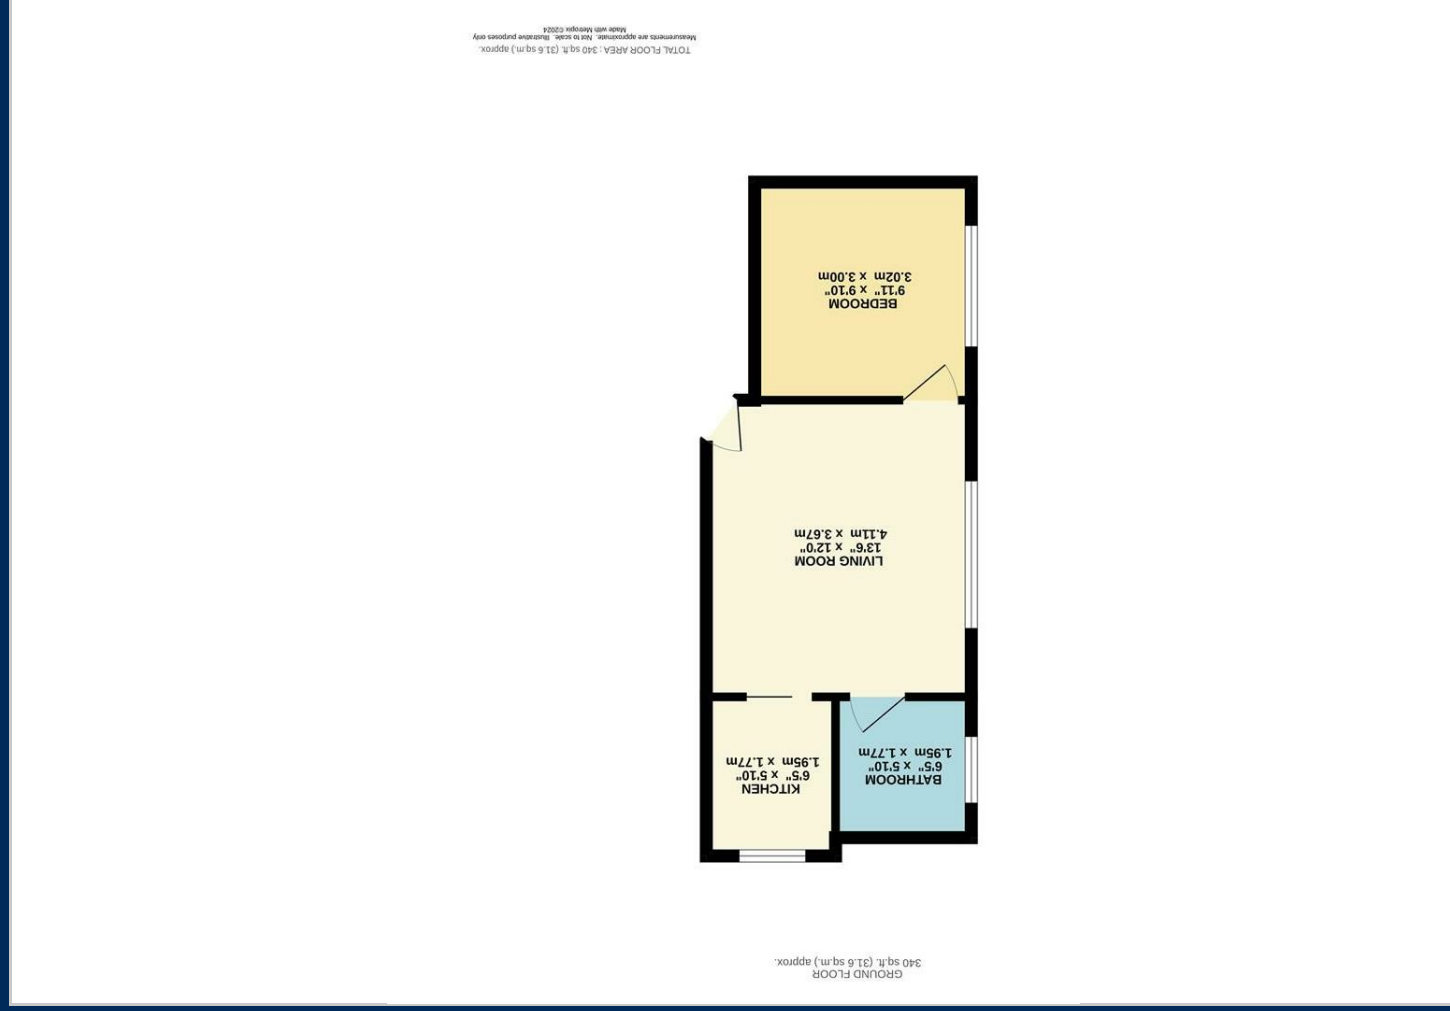 GROUND FLOOR
340 sq.ft. (31.6 sq.m.) approx.
BATHROOM
6'5" x 5'10"
1.95m x 1.77m
KITCHEN
6'5" x 5'10"
1.95m x 1.77m
LIVING ROOM
13'6" x 12'0"
4.11m x 3.67m
BEDROOM
9'11" x 9'10"
3.02m x 3.00m
TOTAL FLOOR AREA : 340 sq.ft. (31.6 sq.m.) approx.
Measurements are approximate. Not to scale. Illustrative purposes only
Made with Metropix ©2024